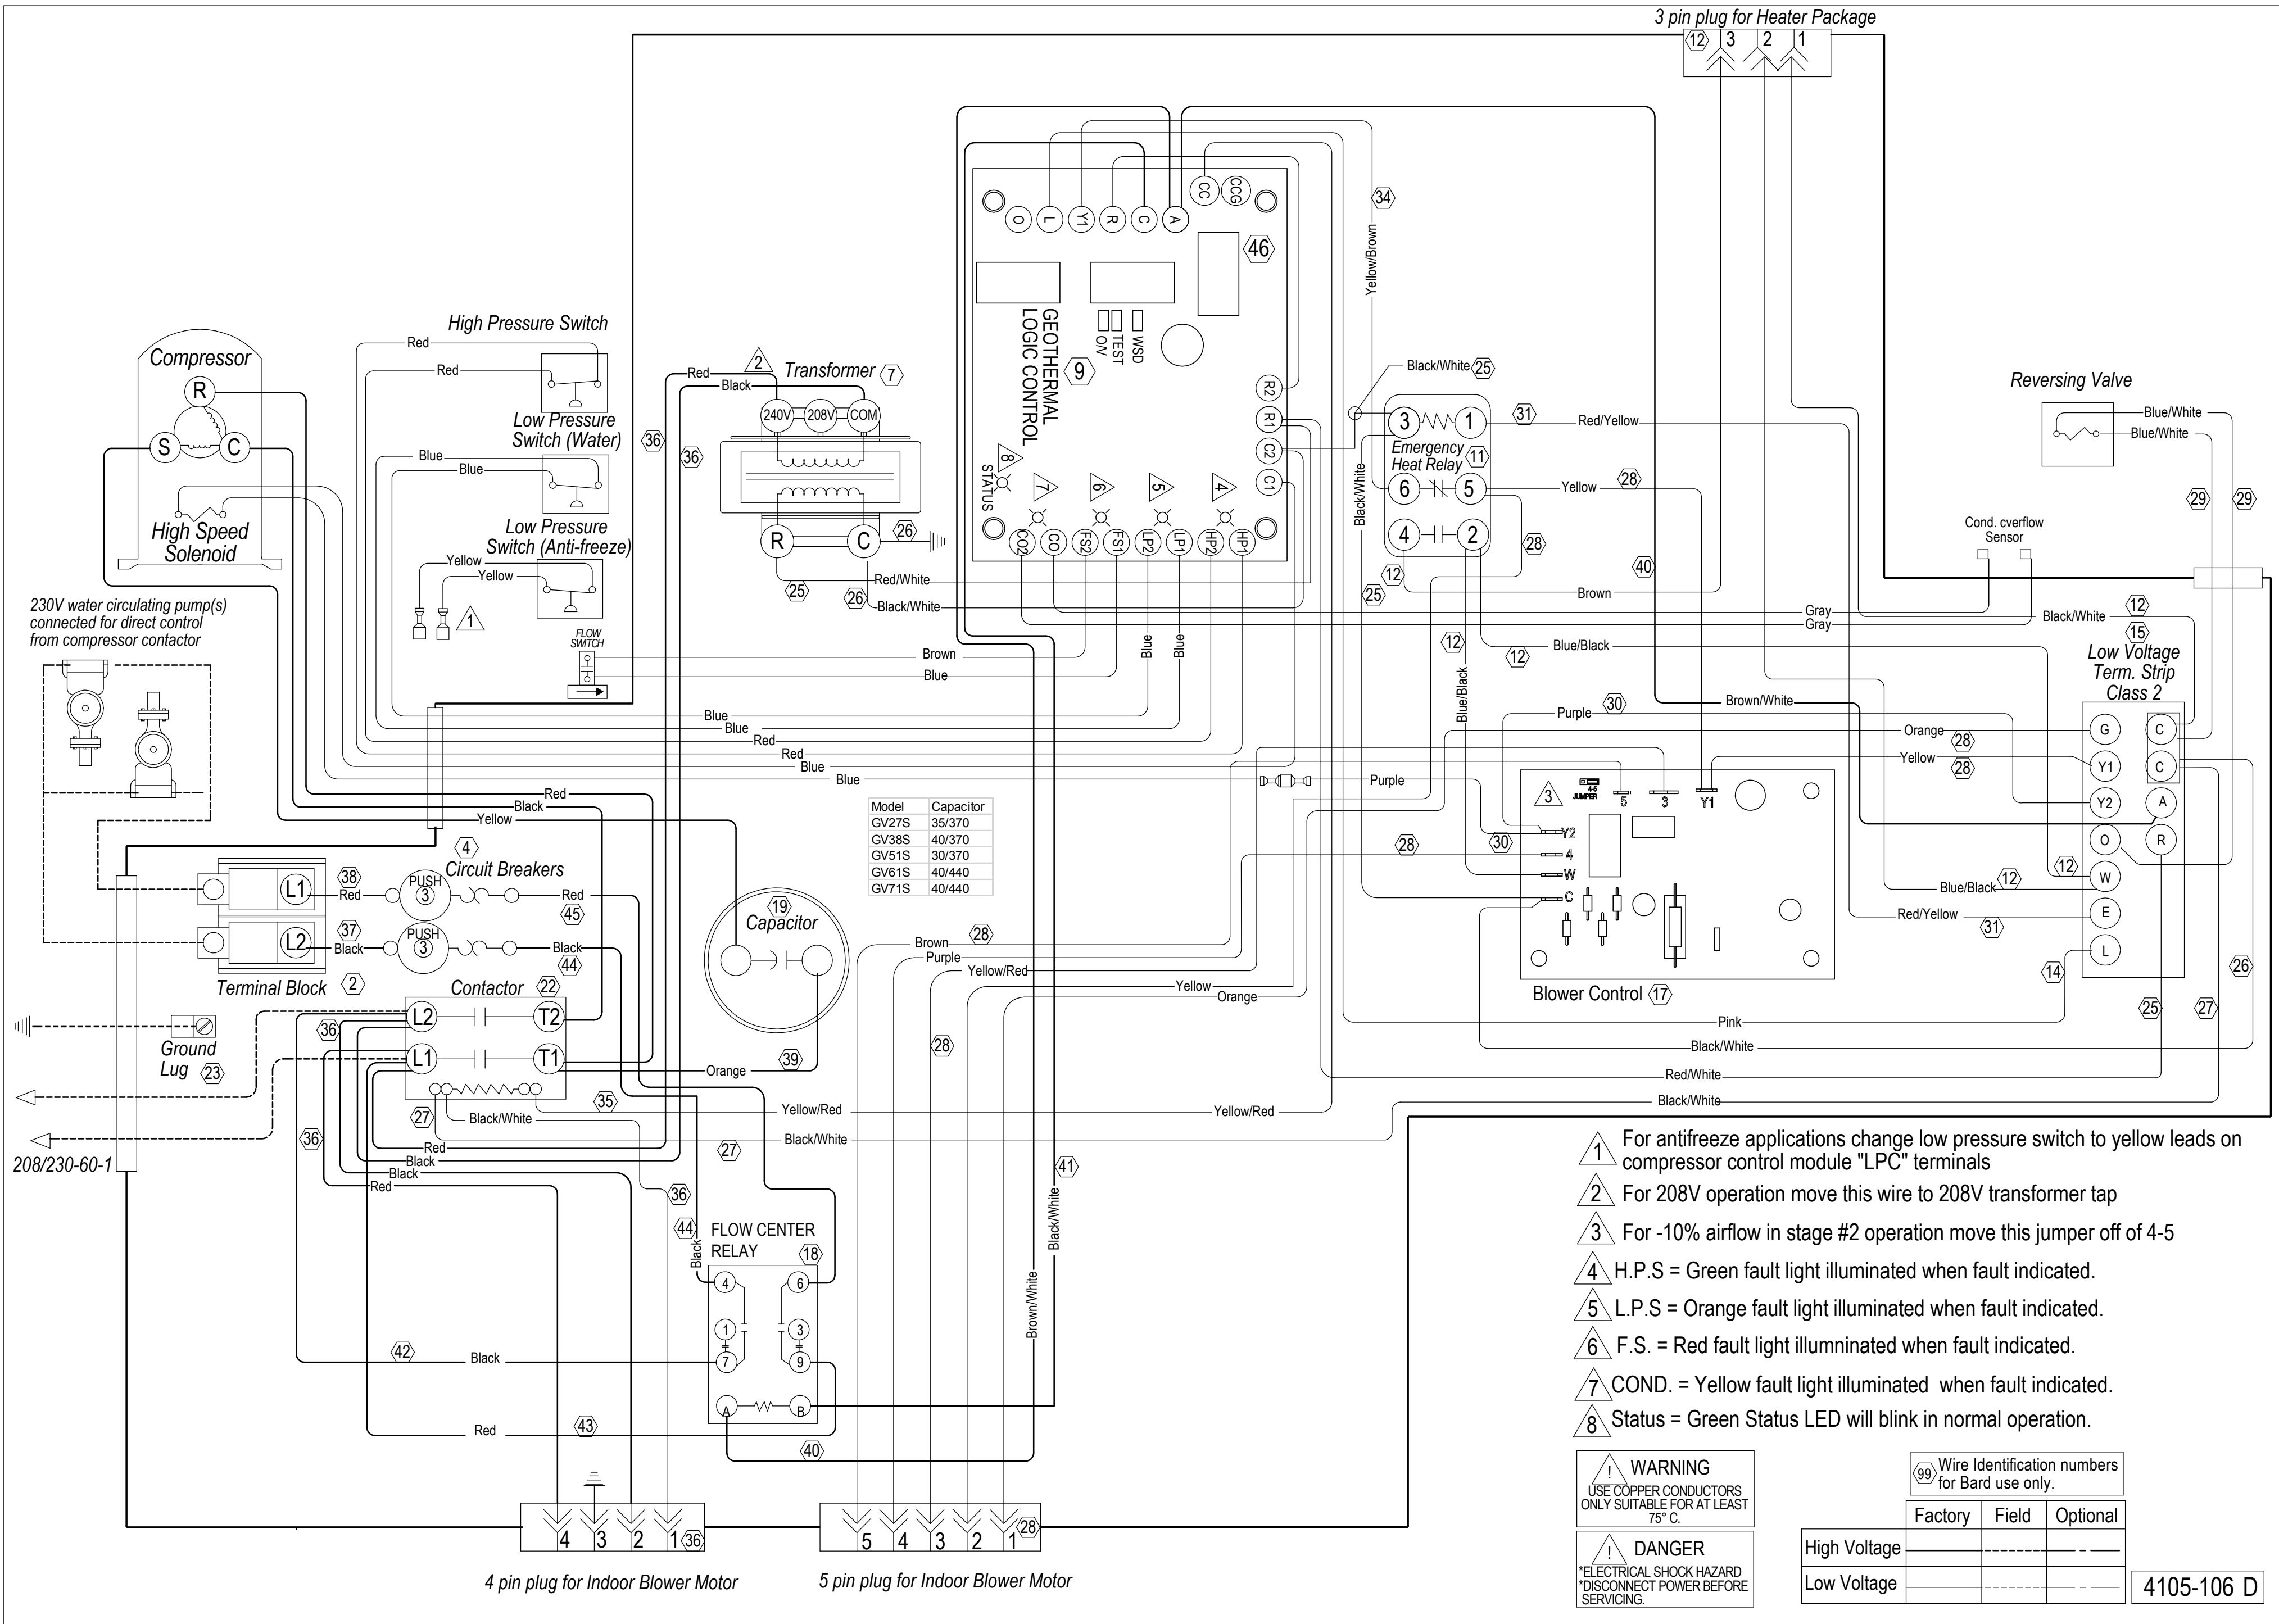 3 pin plug for Heater Package
12 3 2 1
High Pressure Switch
Red
Red
Low Pressure
Switch (Water)
Blue
Blue
Low Pressure
Switch (Anti-freeze)
Yellow
Yellow
1
FLOW
SWITCH
Compressor
R
S
C
High Speed
Solenoid
230V water circulating pump(s)
connected for direct control
from compressor contactor
36
36
Red
Black
2
Transformer 7
240V 208V COM
R C
26
25
26
Red/White
Black/White
CC CCG
O L Y1 R C A
46
GEOTHERMAL
LOGIC CONTROL
9
O/V
TEST
WSD
R2
R1
C2
C1
8
STATUS
7 6 5 4
CO2 CO FS2 FS1 LP2 LP1 HP2 HP1
34
Yellow/Brown
Black/White 25
3 1
31
Red/Yellow
Emergency
Heat Relay 11
6 5
Yellow 28
4 2
28
12
25
Black/White
Brown
40
12
12
Blue/Black
Blue/Black
Reversing Valve
Blue/White
Blue/White
29 29
Cond. cverflow
Sensor
Gray
Gray
Black/White 12
15
Low Voltage
Term. Strip
Class 2
G C
Y1 C
Y2 A
O R
W
E
L
Brown
Blue
Blue
Blue
Blue
Blue
Red
Red
Blue
Blue
Purple
Purple 30
Brown/White
Orange
28
Yellow
28
3
4-5
JUMPER
5 3 Y1
Y2
4
W
C
30
28
Blower Control 17
12
Blue/Black 12
Red/Yellow 31
14
26
25 27
Red
Black
Yellow
Model Capacitor
GV27S 35/370
GV38S 40/370
GV51S 30/370
GV61S 40/440
GV71S 40/440
4
Circuit Breakers
L1
38
Red
PUSH
3
Red
45
L2
37
Black
PUSH
3
Black
44
Terminal Block 2
19
Capacitor
Brown 28
Purple
Yellow/Red
Yellow
Orange
Contactor 22
L2 T2
L1 T1
36
Ground
Lug 23
28
39
Orange
35
27
Black/White
Yellow/Red
Yellow/Red
Black/White
27
Pink
Black/White
Red/White
Black/White
208/230-60-1
36
Red
Black
Black
Red
36
41
Black/White
44
Black
FLOW CENTER
RELAY
18
4 6
1 3
7 9
A B
Brown/White
42
Black
Red
43
40
4 3 2 1 36
5 4 3 2 1 28
4 pin plug for Indoor Blower Motor
5 pin plug for Indoor Blower Motor
1 For antifreeze applications change low pressure switch to yellow leads on
compressor control module "LPC" terminals
2 For 208V operation move this wire to 208V transformer tap
3 For -10% airflow in stage #2 operation move this jumper off of 4-5
4 H.P.S = Green fault light illuminated when fault indicated.
5 L.P.S = Orange fault light illuminated when fault indicated.
6 F.S. = Red fault light illumninated when fault indicated.
7 COND. = Yellow fault light illuminated when fault indicated.
8 Status = Green Status LED will blink in normal operation.
! WARNING
USE COPPER CONDUCTORS
ONLY SUITABLE FOR AT LEAST
75° C.
! DANGER
*ELECTRICAL SHOCK HAZARD
*DISCONNECT POWER BEFORE
SERVICING.
99 Wire Identification numbers
for Bard use only.
Factory Field Optional
High Voltage
Low Voltage
4105-106 D